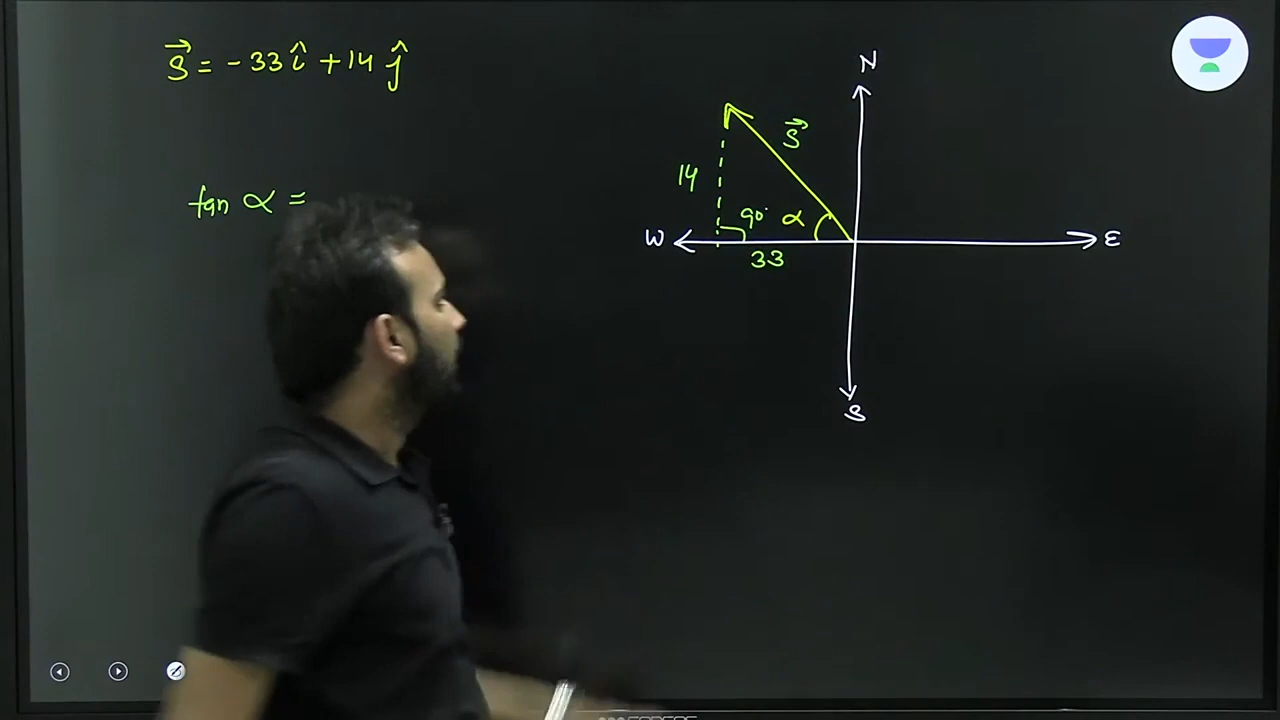 S⃗ = -33 î + 14 ĵ
tan α =
N
S⃗
14
90° α
W
E
33
S